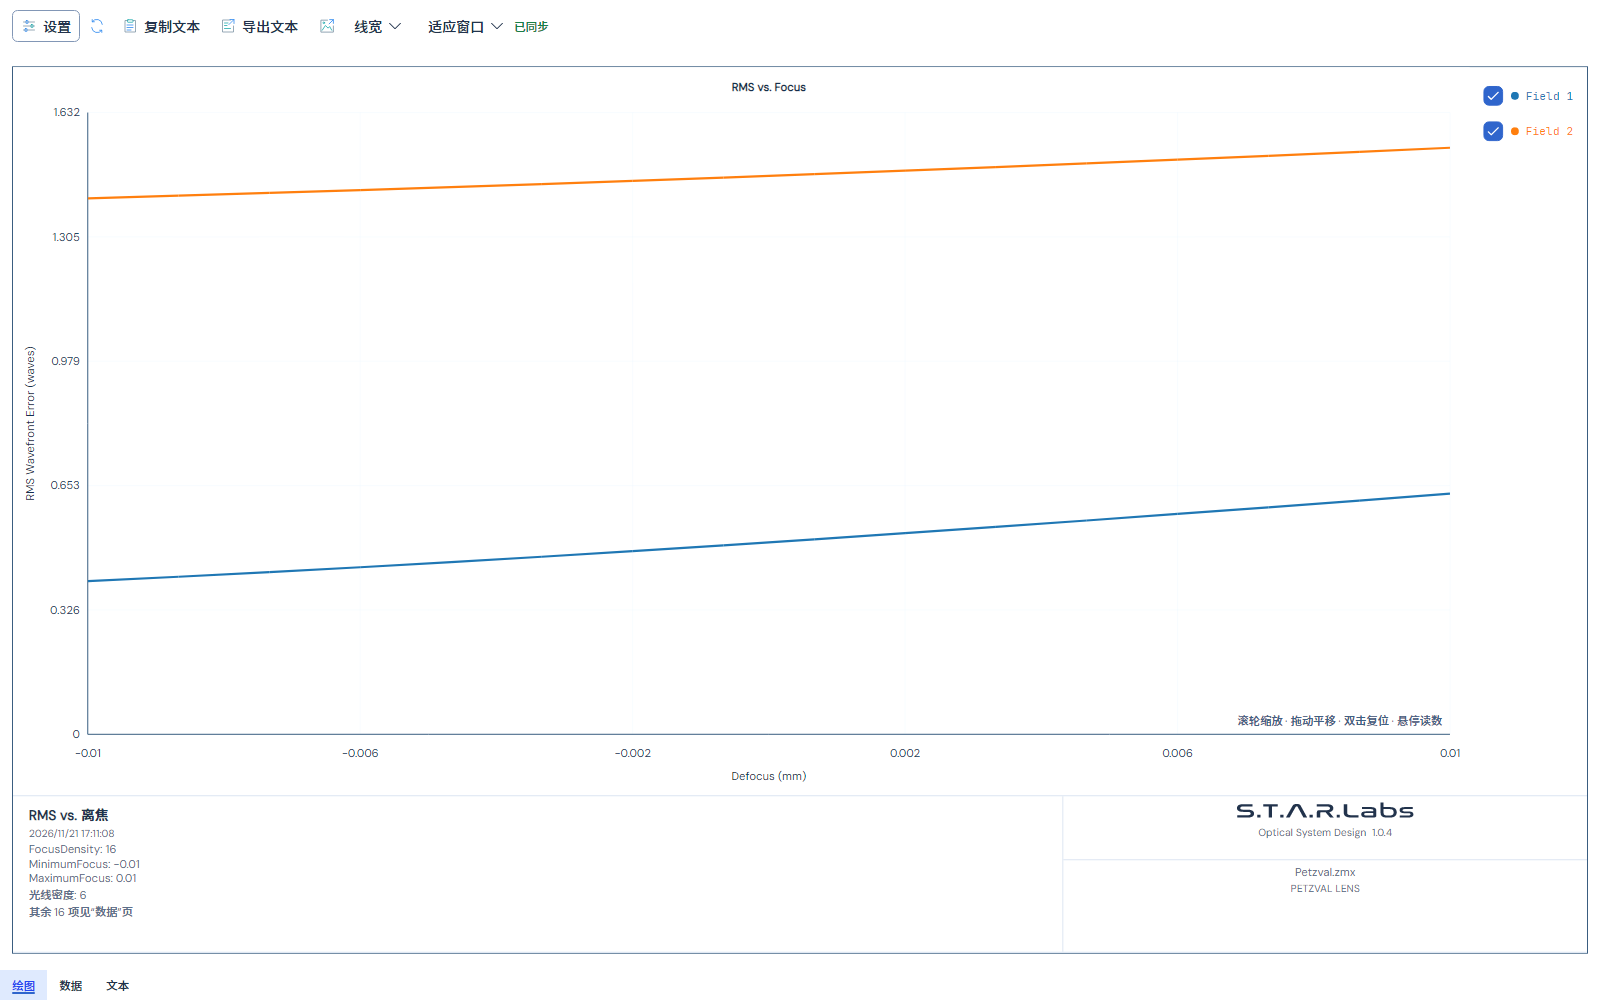 设置 复制文本 导出文本 线宽 适应窗口 已同步
RMS vs. Focus
Field 1
Field 2
1.632
1.305
0.979
0.653
0.326
0
RMS Wavefront Error (waves)
滚轮缩放 · 拖动平移 · 双击复位 · 悬停读数
-0.01 -0.006 -0.002 0.002 0.006 0.01
Defocus (mm)
RMS vs. 离焦
2026/11/21 17:11:08
FocusDensity: 16
MinimumFocus: -0.01
MaximumFocus: 0.01
光线密度: 6
其余 16 项见“数据”页
S.T.A.R.Labs
Optical System Design 1.0.4
Petzval.zmx
PETZVAL LENS
绘图 数据 文本